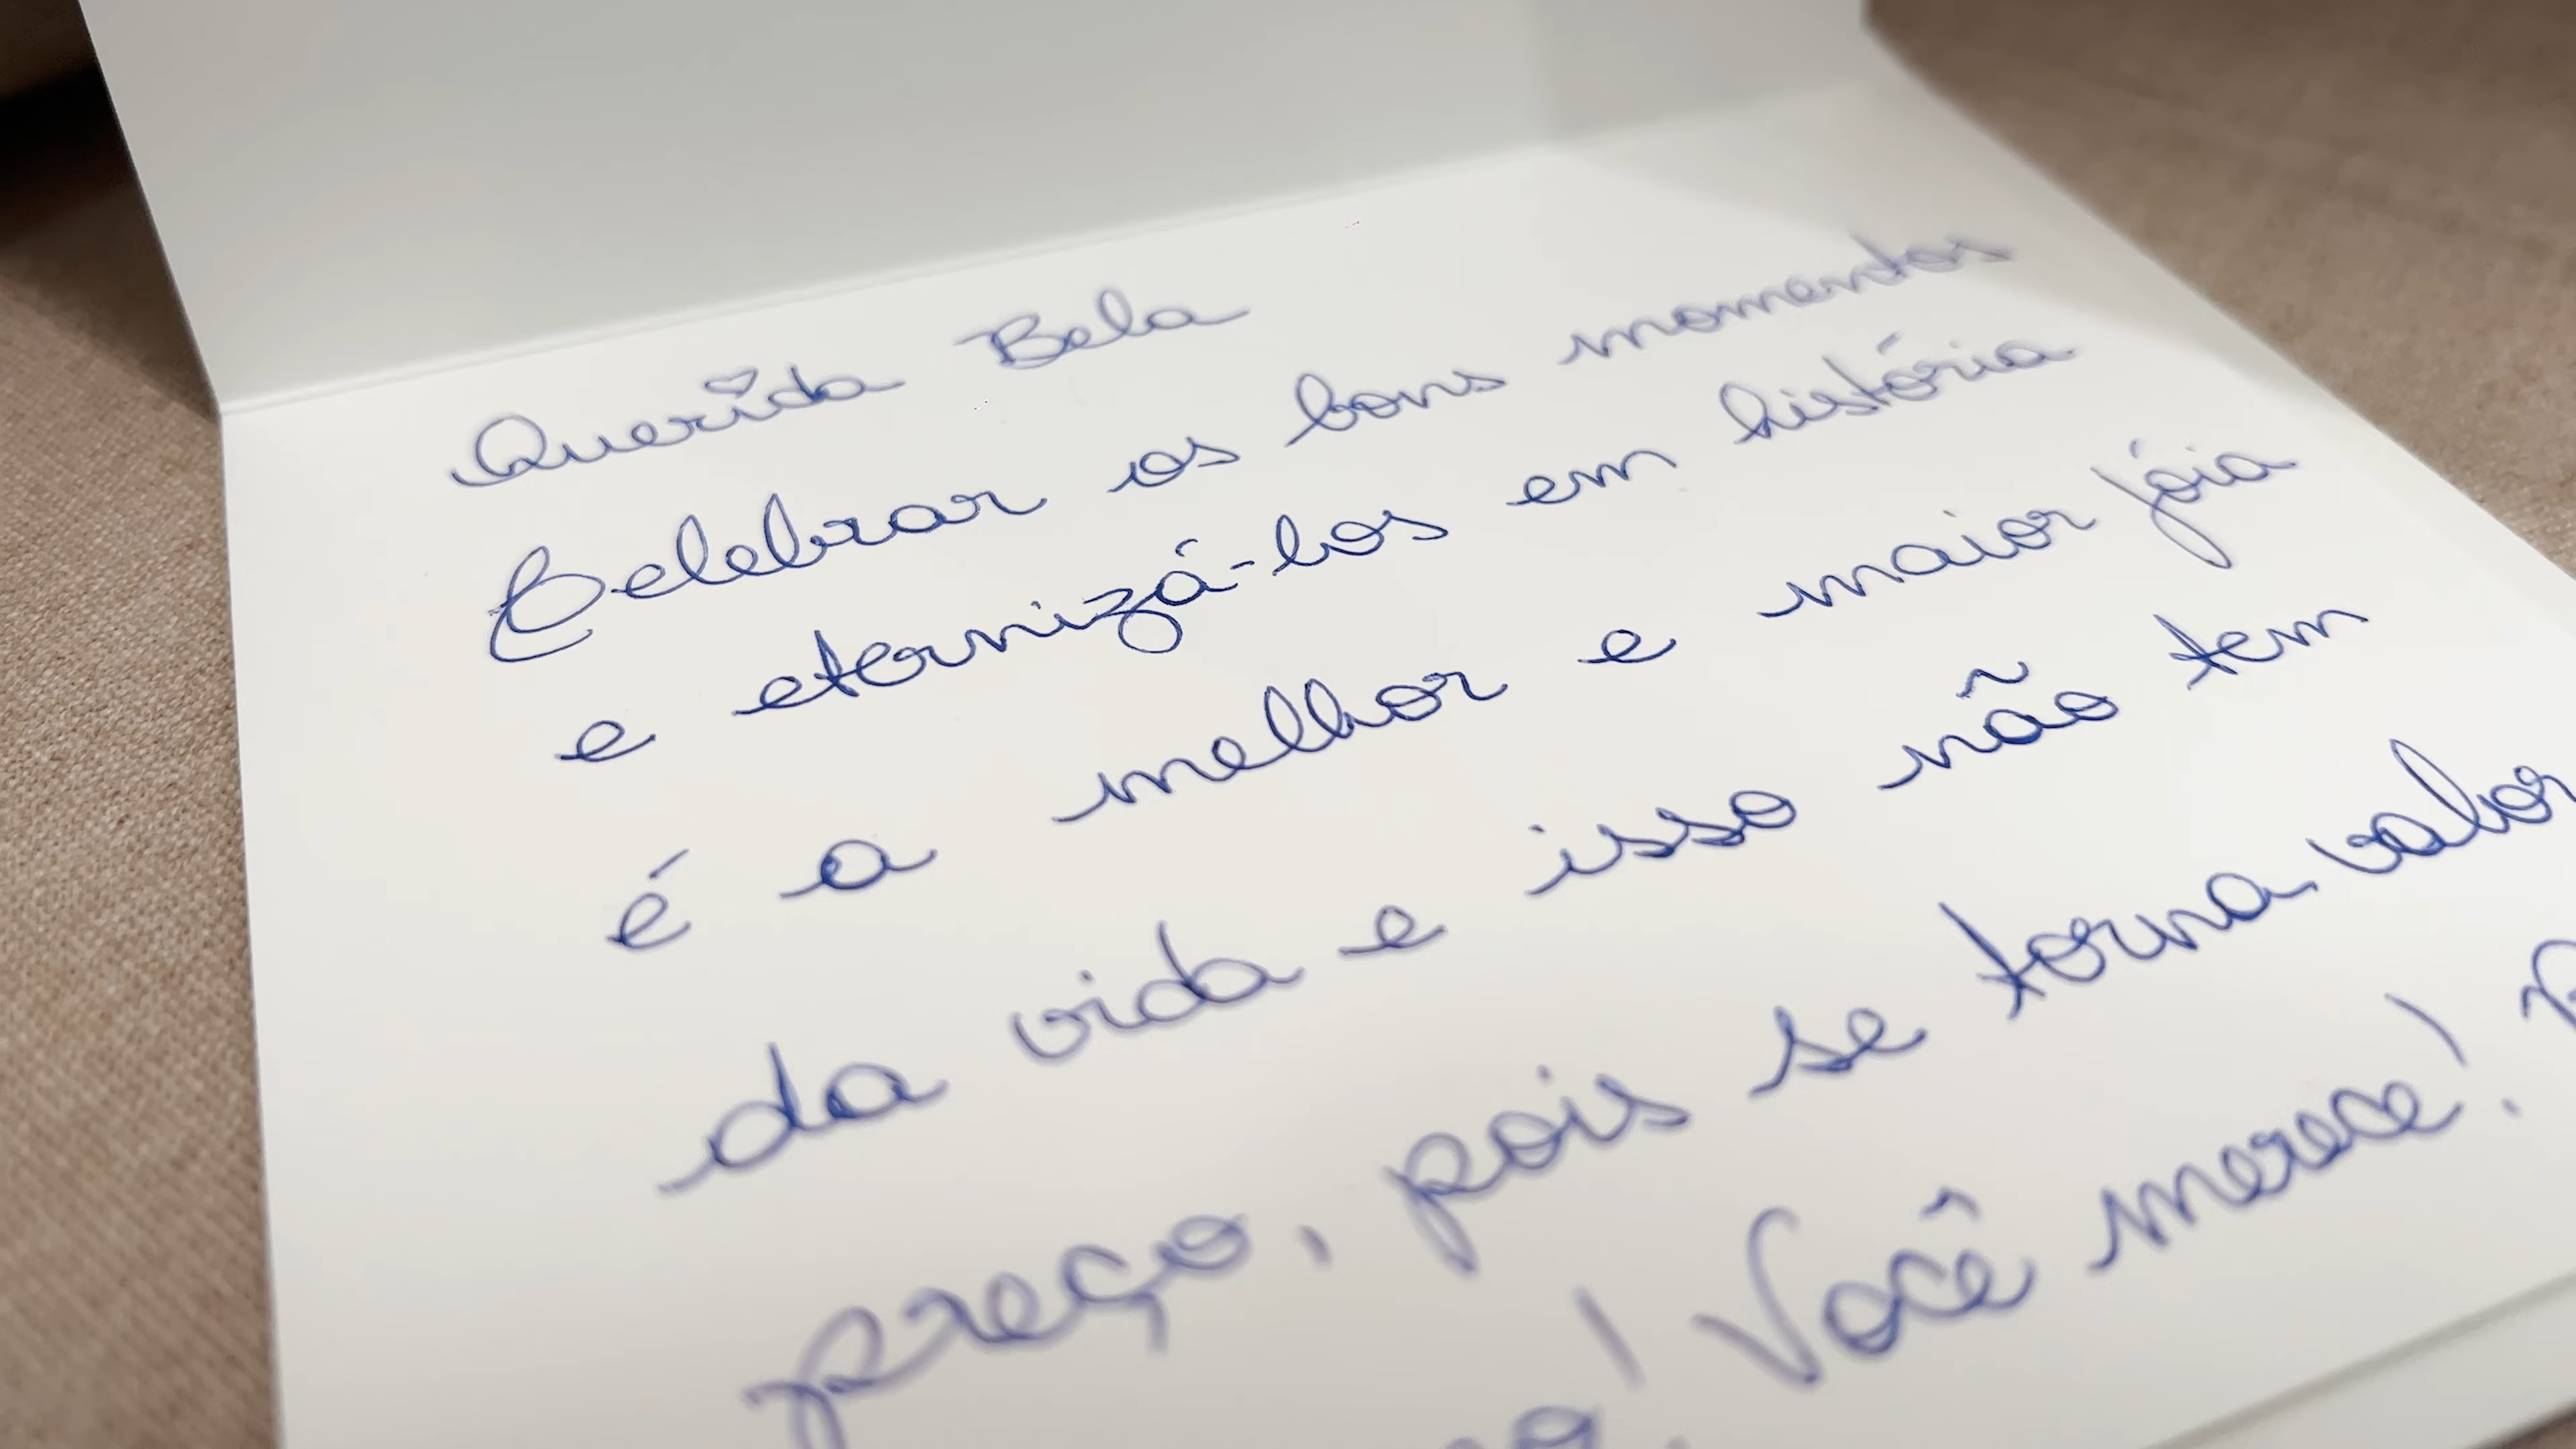 Querida Bela
Celebrar os bons momentos
e eternizá-los em história
é a melhor e maior jóia
da vida e isso não tem
preço, pois se torna valor
! Você merece!